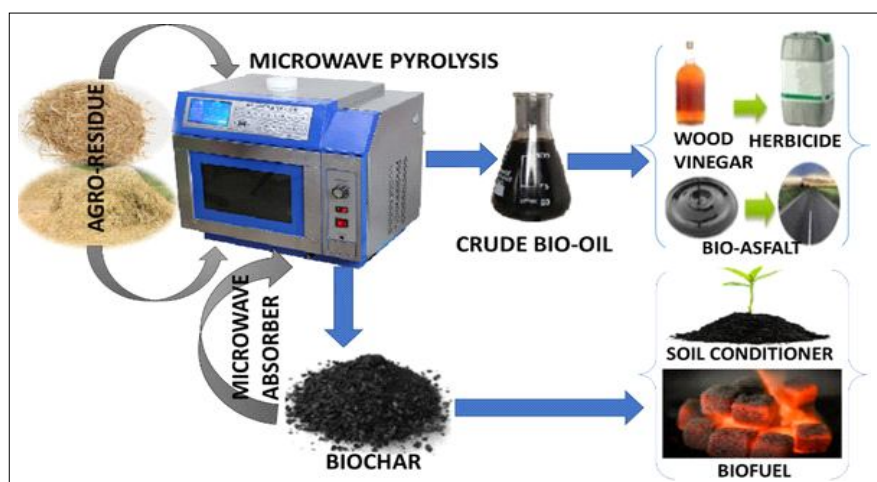 MICROWAVE PYROLYSIS
AGRO-RESIDUE
WOOD
VINEGAR
HERBICIDE
CRUDE BIO-OIL
BIO-ASFALT
MICROWAVE
ABSORBER
SOIL CONDITIONER
BIOCHAR
BIOFUEL